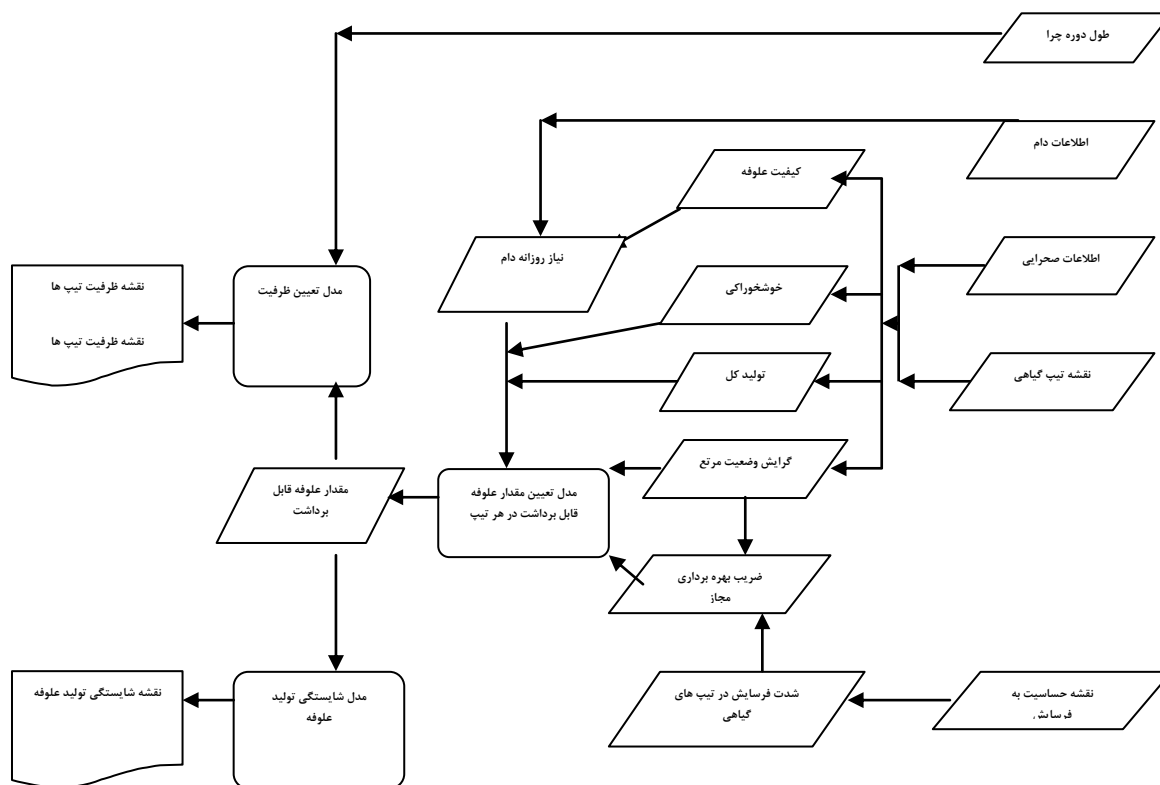 طول دوره چرا
اطلاعات دام
کیفیت علوفه
نیاز روزانه دام
اطلاعات صحرایی
خوشخوراکی
مدل تعیین ظرفیت
نقشه ظرفیت تیپ ها
نقشه ظرفیت تیپ ها
نقشه تیپ گیاهی
تولید کل
گرایش وضعیت مرتع
مدل تعیین مقدار علوفه
قابل برداشت در هر تیپ
مقدار علوفه قابل
برداشت
ضریب بهره برداری
مجاز
نقشه حساسیت به
فرسایش
شدت فرسایش در تیپ های
گیاهی
مدل شایستگی تولید
علوفه
نقشه شایستگی تولید علوفه